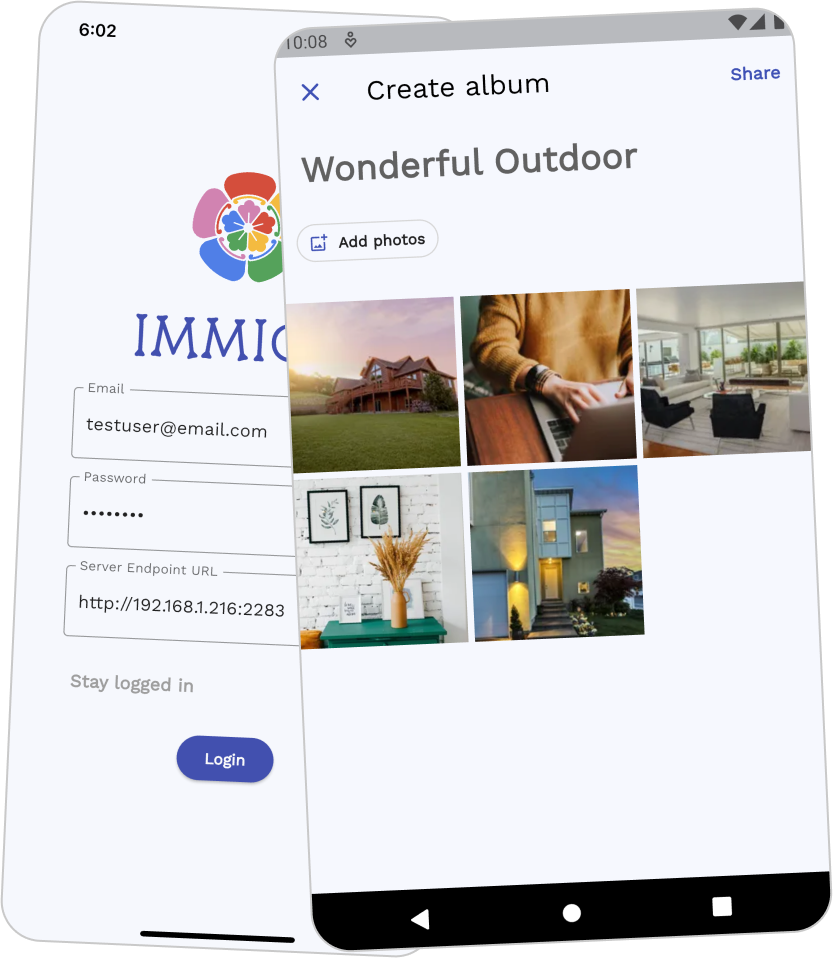 6:02
IMMIC
Email
testuser@email.com
Password
Server Endpoint URL
http://192.168.1.216:2283
Stay logged in
Login
10:08
Create album
Share
Wonderful Outdoor
Add photos